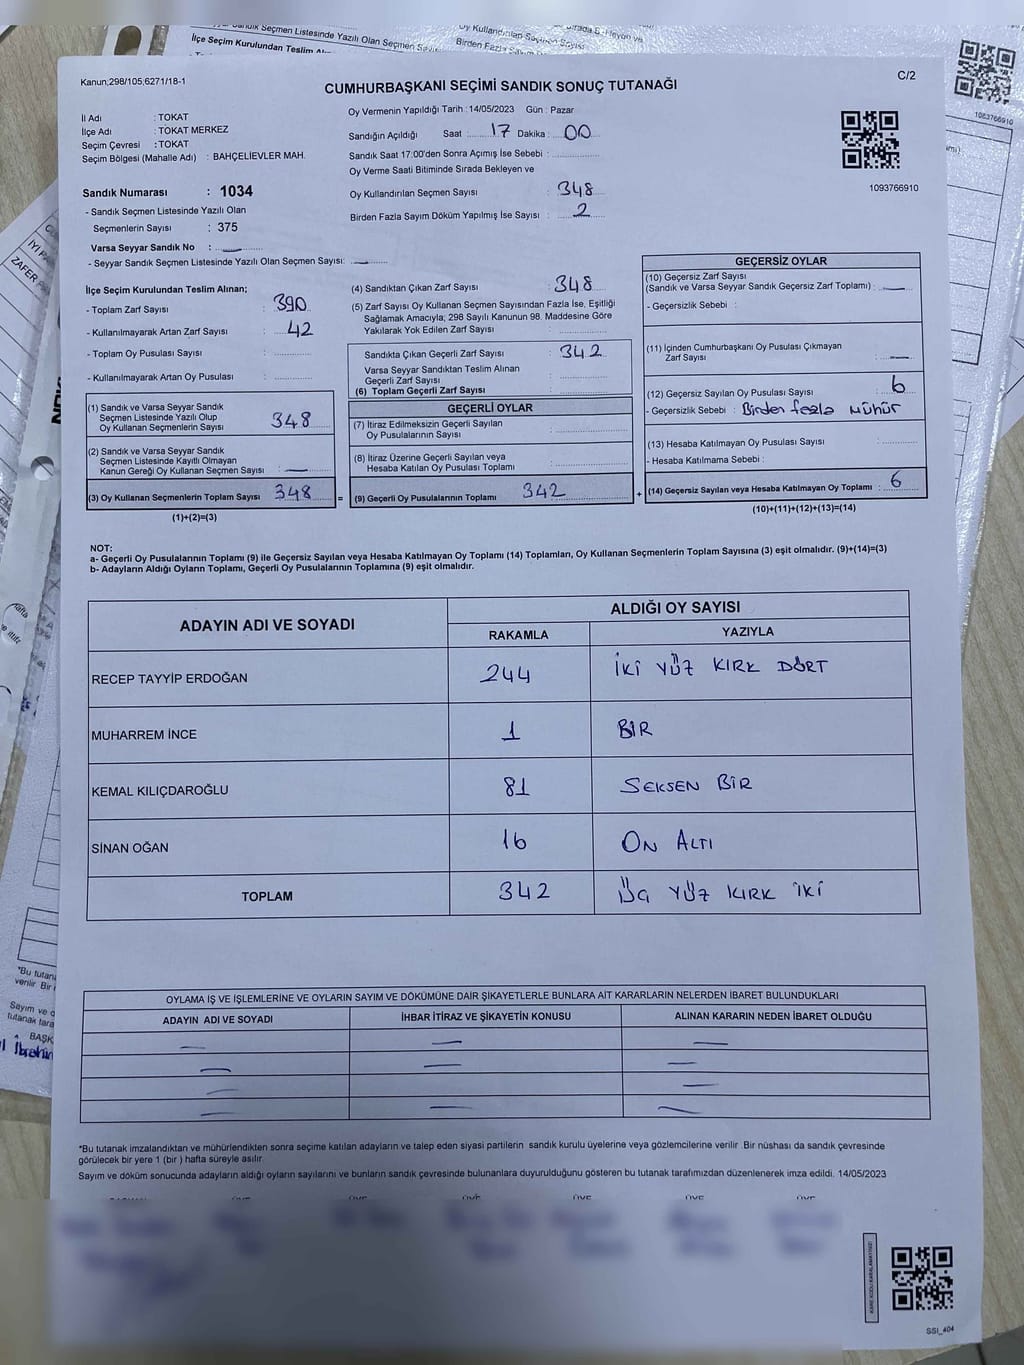 İlçe Seçim Kurulundan Teslim
Birden Fazla
Kanun;298/105,6271/18-1
CUMHURBAŞKANI SEÇİMİ SANDIK SONUÇ TUTANAĞI
C/2
1083766910
İl Adı : TOKAT
İlçe Adı : TOKAT MERKEZ
Seçim Çevresi : TOKAT
Seçim Bölgesi (Mahalle Adı) : BAHÇELİEVLER MAH.
Sandık Numarası : 1034
- Sandık Seçmen Listesinde Yazılı Olan
Seçmenlerin Sayısı : 375
Varsa Seyyar Sandık No : —
- Seyyar Sandık Seçmen Listesinde Yazılı Olan Seçmen Sayısı: —
Oy Vermenin Yapıldığı Tarih : 14/05/2023 Gün : Pazar
Sandığın Açıldığı Saat : 17 Dakika : 00
Sandık Saat 17:00'den Sonra Açımış İse Sebebi :
Oy Verme Saati Bitiminde Sırada Bekleyen ve
Oy Kullandırılan Seçmen Sayısı : 348
Birden Fazla Sayım Döküm Yapılmış İse Sayısı : 2
1093766910
İlçe Seçim Kurulundan Teslim Alınan;
- Toplam Zarf Sayısı : 390
- Kullanılmayarak Artan Zarf Sayısı : 42
- Toplam Oy Pusulası Sayısı :
- Kullanılmayarak Artan Oy Pusulası :
(1) Sandık ve Varsa Seyyar Sandık
Seçmen Listesinde Yazılı Olup
Oy Kullanan Seçmenlerin Sayısı 348
(2) Sandık ve Varsa Seyyar Sandık
Seçmen Listesinde Kayıtlı Olmayan
Kanun Gereği Oy Kullanan Seçmen Sayısı : —
(3) Oy Kullanan Seçmenlerin Toplam Sayısı 348 =
(1)+(2)=(3)
(4) Sandıktan Çıkan Zarf Sayısı : 348
(5) Zarf Sayısı Oy Kullanan Seçmen Sayısından Fazla İse, Eşitliği
Sağlamak Amacıyla; 298 Sayılı Kanunun 98. Maddesine Göre
Yakılarak Yok Edilen Zarf Sayısı :
Sandıkta Çıkan Geçerli Zarf Sayısı : 342
Varsa Seyyar Sandıktan Teslim Alınan
Geçerli Zarf Sayısı :
(6) Toplam Geçerli Zarf Sayısı :
GEÇERLİ OYLAR
(7) İtiraz Edilmeksizin Geçerli Sayılan
Oy Pusulalarının Sayısı :
(8) İtiraz Üzerine Geçerli Sayılan veya
Hesaba Katılan Oy Pusulası Toplamı :
(9) Geçerli Oy Pusulalarının Toplamı 342 +
GEÇERSİZ OYLAR
(10) Geçersiz Zarf Sayısı
(Sandık ve Varsa Seyyar Sandık Geçersiz Zarf Toplamı) : —
- Geçersizlik Sebebi :
(11) İçinden Cumhurbaşkanı Oy Pusulası Çıkmayan
Zarf Sayısı : —
(12) Geçersiz Sayılan Oy Pusulası Sayısı : 6
- Geçersizlik Sebebi : Birden fazla mühür
(13) Hesaba Katılmayan Oy Pusulası Sayısı :
- Hesaba Katılmama Sebebi :
(14) Geçersiz Sayılan veya Hesaba Katılmayan Oy Toplamı : 6
(10)+(11)+(12)+(13)=(14)
NOT:
a- Geçerli Oy Pusulalarının Toplamı (9) ile Geçersiz Sayılan veya Hesaba Katılmayan Oy Toplamı (14) Toplamları, Oy Kullanan Seçmenlerin Toplam Sayısına (3) eşit olmalıdır. (9)+(14)=(3)
b- Adayların Aldığı Oyların Toplamı, Geçerli Oy Pusulalarının Toplamına (9) eşit olmalıdır.
ADAYIN ADI VE SOYADI ALDIĞI OY SAYISI
RAKAMLA YAZIYLA
RECEP TAYYİP ERDOĞAN 244 İKİ YÜZ KIRK DÖRT
MUHARREM İNCE 1 BİR
KEMAL KILIÇDAROĞLU 81 SEKSEN BİR
SİNAN OĞAN 16 ON ALTI
TOPLAM 342 ÜÇ YÜZ KIRK İKİ
OYLAMA İŞ VE İŞLEMLERİNE VE OYLARIN SAYIM VE DÖKÜMÜNE DAİR ŞİKAYETLERLE BUNLARA AİT KARARLARIN NELERDEN İBARET BULUNDUKLARI
ADAYIN ADI VE SOYADI İHBAR İTİRAZ VE ŞİKAYETİN KONUSU ALINAN KARARIN NEDEN İBARET OLDUĞU
— — —
— — —
— —
— — —
*Bu tutanak imzalandıktan ve mühürlendikten sonra seçime katılan adayların ve talep eden siyasi partilerin sandık kurulu üyelerine veya gözlemcilerine verilir. Bir nüshası da sandık çevresinde
görülecek bir yere 1 (bir ) hafta süreyle asılır.
Sayım ve döküm sonucunda adayların aldığı oyların sayılarını ve bunların sandık çevresinde bulunanlara duyurulduğunu gösteren bu tutanak tarafımızdan düzenlenerek imza edildi. 14/05/2023
SSI_404